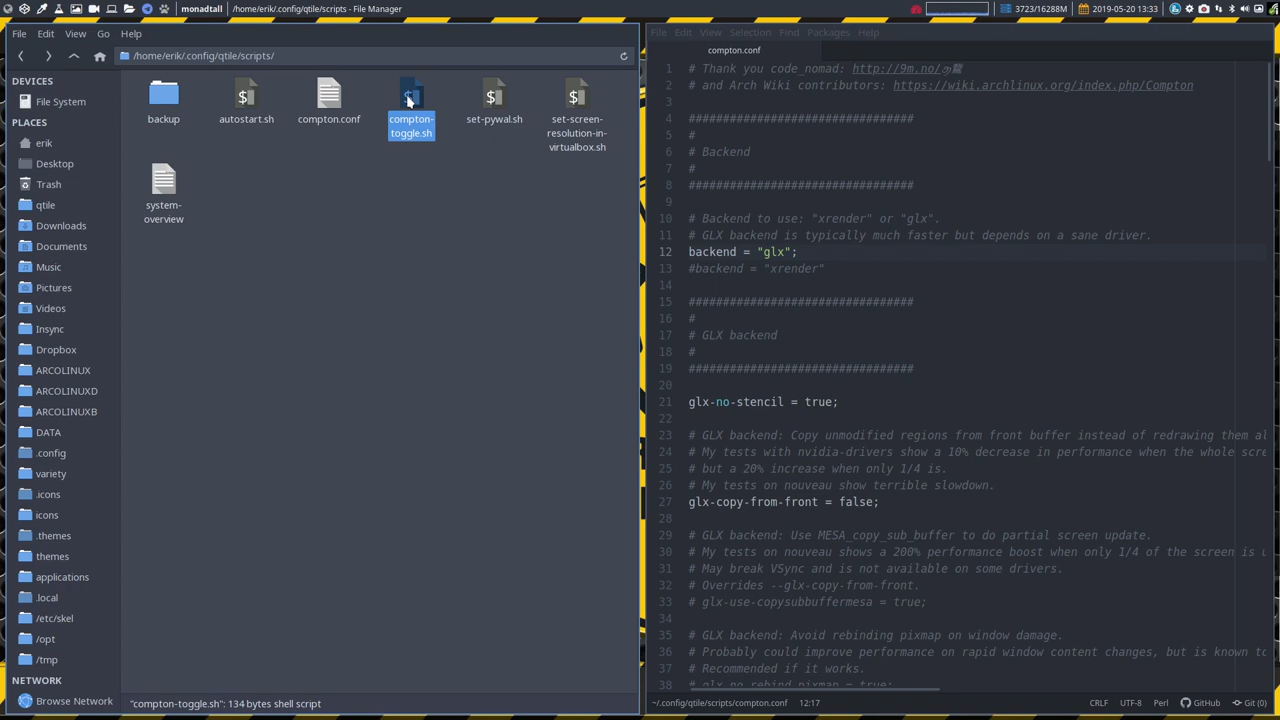 monadtall /home/erik/.config/qtile/scripts - File Manager 3723/16288M 2019-05-20 13:33
File Edit View Go Help
/home/erik/.config/qtile/scripts/
DEVICES
File System
PLACES
erik
Desktop
Trash
qtile
Downloads
Documents
Music
Pictures
Videos
Insync
Dropbox
ARCOLINUX
ARCOLINUXD
ARCOLINUXB
DATA
.config
variety
.icons
icons
.themes
themes
applications
.local
/etc/skel
/opt
/tmp
NETWORK
Browse Network
backup
autostart.sh
compton.conf
compton-
toggle.sh
set-pywal.sh
set-screen-
resolution-in-
virtualbox.sh
system-
overview
"compton-toggle.sh": 134 bytes shell script
File Edit View Selection Find Packages Help
compton.conf
1 # Thank you code_nomad: http://9m.no/
2 # and Arch Wiki contributors: https://wiki.archlinux.org/index.php/Compton
3
4 #################################
5 #
6 # Backend
7 #
8 #################################
9
10 # Backend to use: "xrender" or "glx".
11 # GLX backend is typically much faster but depends on a sane driver.
12 backend = "glx";
13 #backend = "xrender"
14
15 #################################
16 #
17 # GLX backend
18 #
19 #################################
20
21 glx-no-stencil = true;
22
23 # GLX backend: Copy unmodified regions from front buffer instead of redrawing them al
24 # My tests with nvidia-drivers show a 10% decrease in performance when the whole scre
25 # but a 20% increase when only 1/4 is.
26 # My tests on nouveau show terrible slowdown.
27 glx-copy-from-front = false;
28
29 # GLX backend: Use MESA_copy_sub_buffer to do partial screen update.
30 # My tests on nouveau shows a 200% performance boost when only 1/4 of the screen is u
31 # May break VSync and is not available on some drivers.
32 # Overrides --glx-copy-from-front.
33 # glx-use-copysubbuffermesa = true;
34
35 # GLX backend: Avoid rebinding pixmap on window damage.
36 # Probably could improve performance on rapid window content changes, but is known to
37 # Recommended if it works.
38 # glx-no-rebind-pixmap = true;
~/.config/qtile/scripts/compton.conf 12:17 CRLF UTF-8 Perl GitHub Git (0)